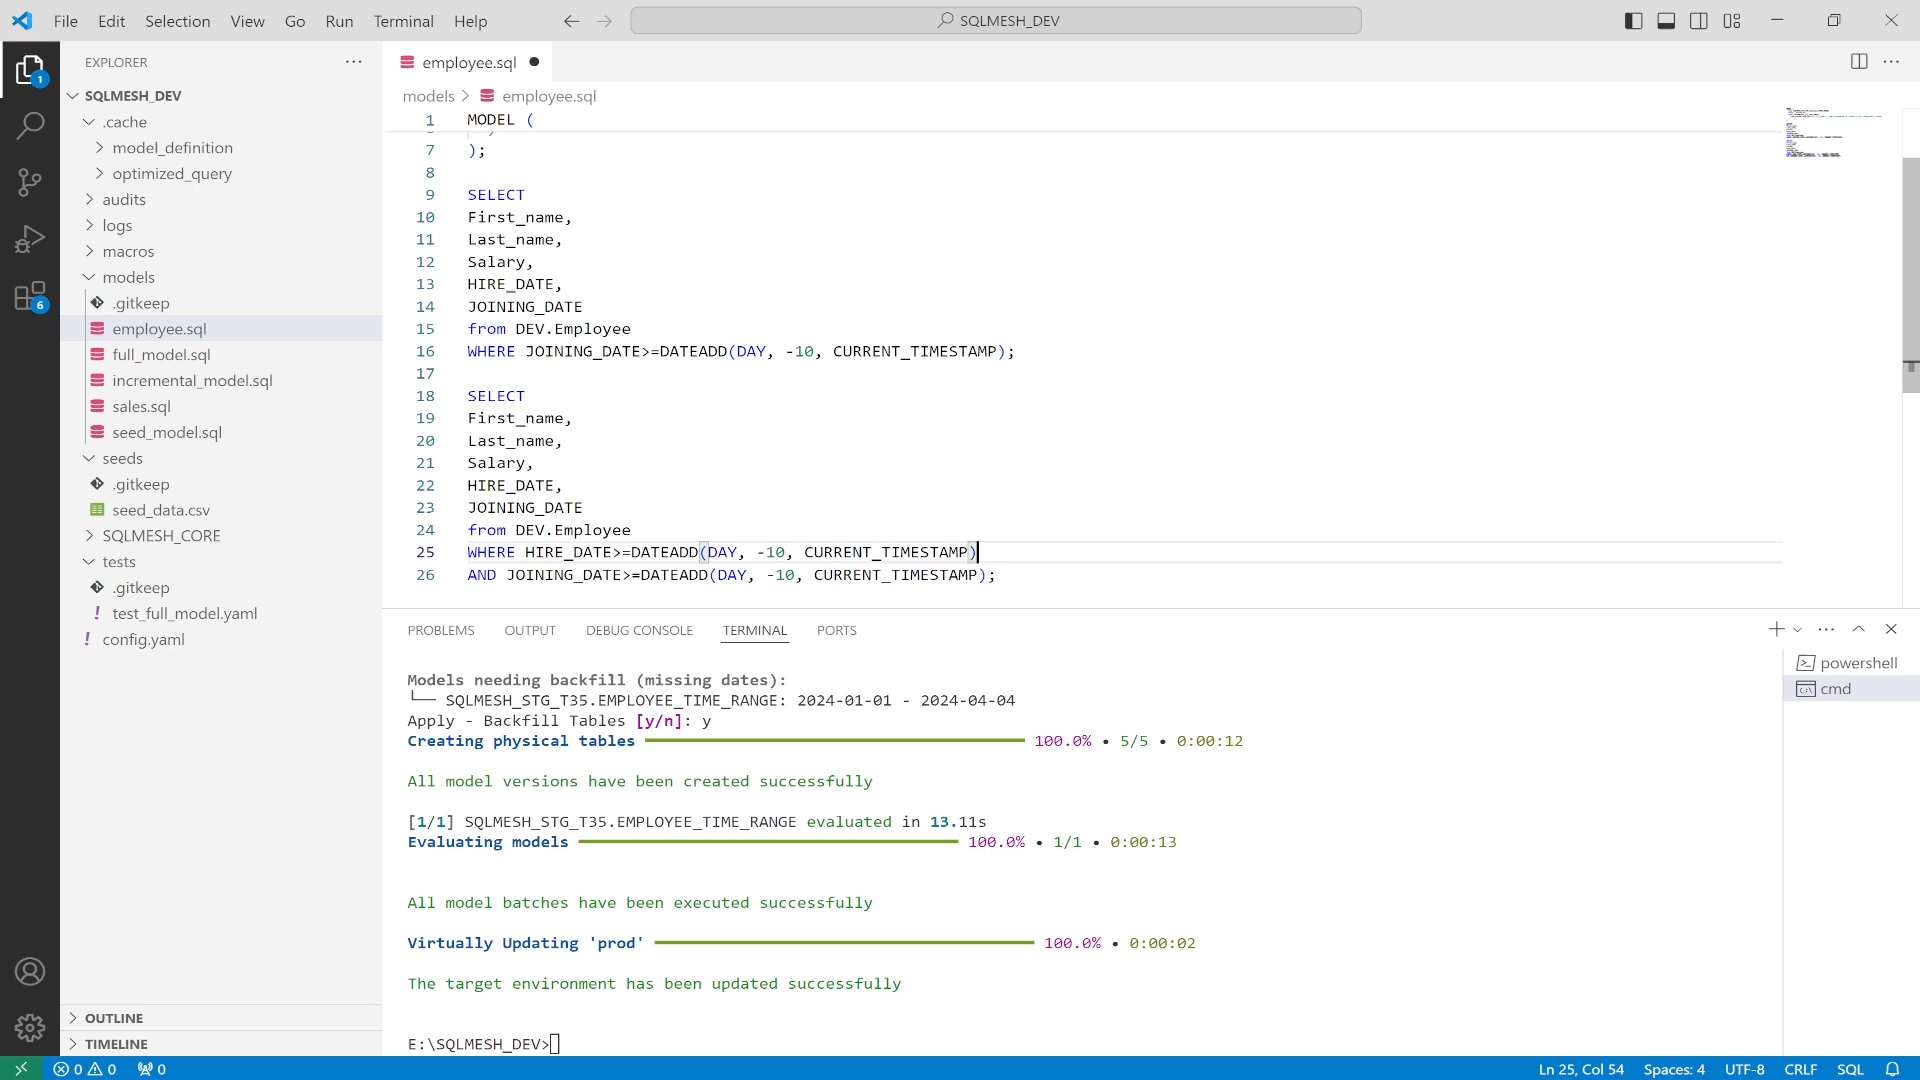 File Edit Selection View Go Run Terminal Help
SQLMESH_DEV
EXPLORER
SQLMESH_DEV
.cache
model_definition
optimized_query
audits
logs
macros
models
.gitkeep
employee.sql
full_model.sql
incremental_model.sql
sales.sql
seed_model.sql
seeds
.gitkeep
seed_data.csv
SQLMESH_CORE
tests
.gitkeep
test_full_model.yaml
config.yaml
OUTLINE
TIMELINE
1
6
employee.sql
models > employee.sql
1 MODEL (
7 );
8
9 SELECT
10 First_name,
11 Last_name,
12 Salary,
13 HIRE_DATE,
14 JOINING_DATE
15 from DEV.Employee
16 WHERE JOINING_DATE>=DATEADD(DAY, -10, CURRENT_TIMESTAMP);
17
18 SELECT
19 First_name,
20 Last_name,
21 Salary,
22 HIRE_DATE,
23 JOINING_DATE
24 from DEV.Employee
25 WHERE HIRE_DATE>=DATEADD(DAY, -10, CURRENT_TIMESTAMP)
26 AND JOINING_DATE>=DATEADD(DAY, -10, CURRENT_TIMESTAMP);
PROBLEMS OUTPUT DEBUG CONSOLE TERMINAL PORTS
powershell
cmd
Models needing backfill (missing dates):
└── SQLMESH_STG_T35.EMPLOYEE_TIME_RANGE: 2024-01-01 - 2024-04-04
Apply - Backfill Tables [y/n]: y
Creating physical tables 100.0% • 5/5 • 0:00:12
All model versions have been created successfully
[1/1] SQLMESH_STG_T35.EMPLOYEE_TIME_RANGE evaluated in 13.11s
Evaluating models 100.0% • 1/1 • 0:00:13
All model batches have been executed successfully
Virtually Updating 'prod' 100.0% • 0:00:02
The target environment has been updated successfully
E:\SQLMESH_DEV>
0 0 0 Ln 25, Col 54 Spaces: 4 UTF-8 CRLF SQL